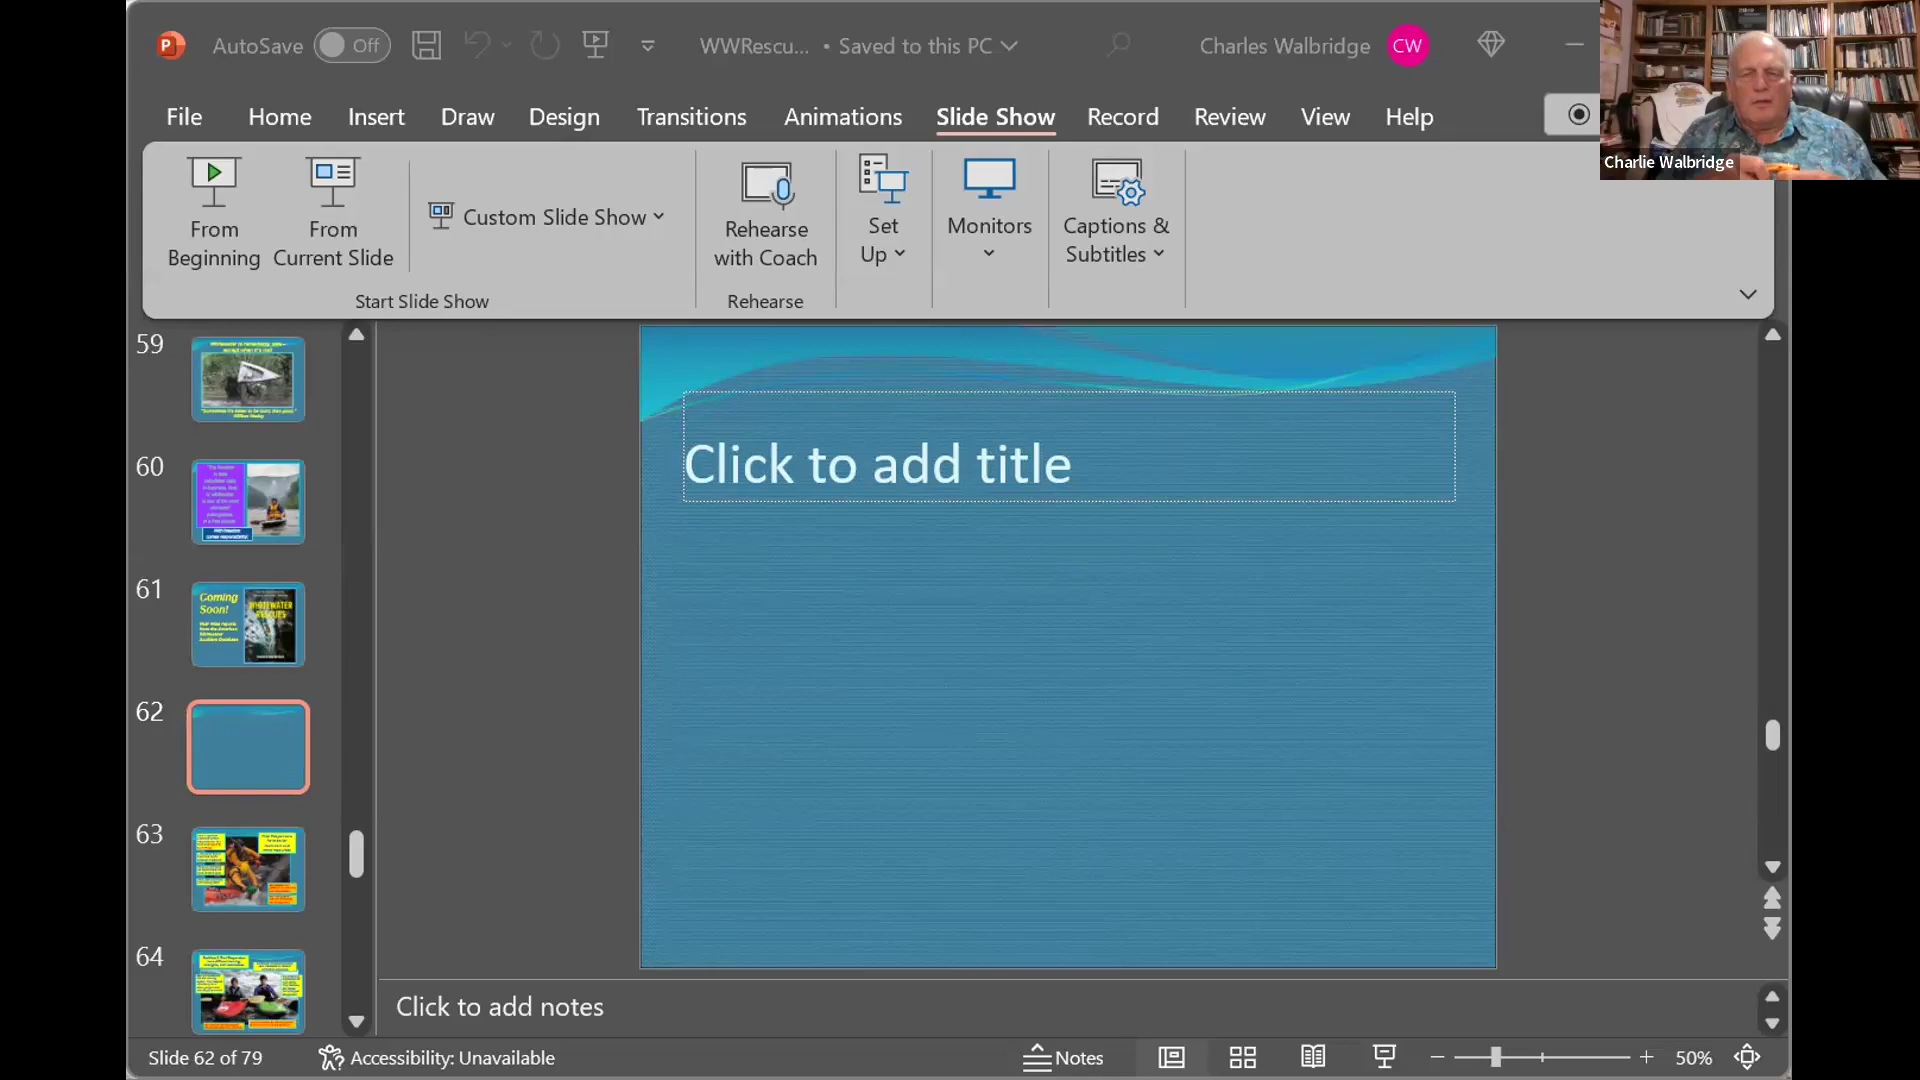 AutoSave Off WWRescu... • Saved to this PC Charles Walbridge CW
File Home Insert Draw Design Transitions Animations Slide Show Record Review View Help
Charlie Walbridge
From Beginning
From Current Slide
Custom Slide Show
Rehearse with Coach
Set Up
Monitors
Captions & Subtitles
Start Slide Show
Rehearse
59
60
61
Coming
Soon!
WHITEWATER
RESCUES
62
63
64
Click to add title
Click to add notes
Slide 62 of 79 Accessibility: Unavailable Notes 50%